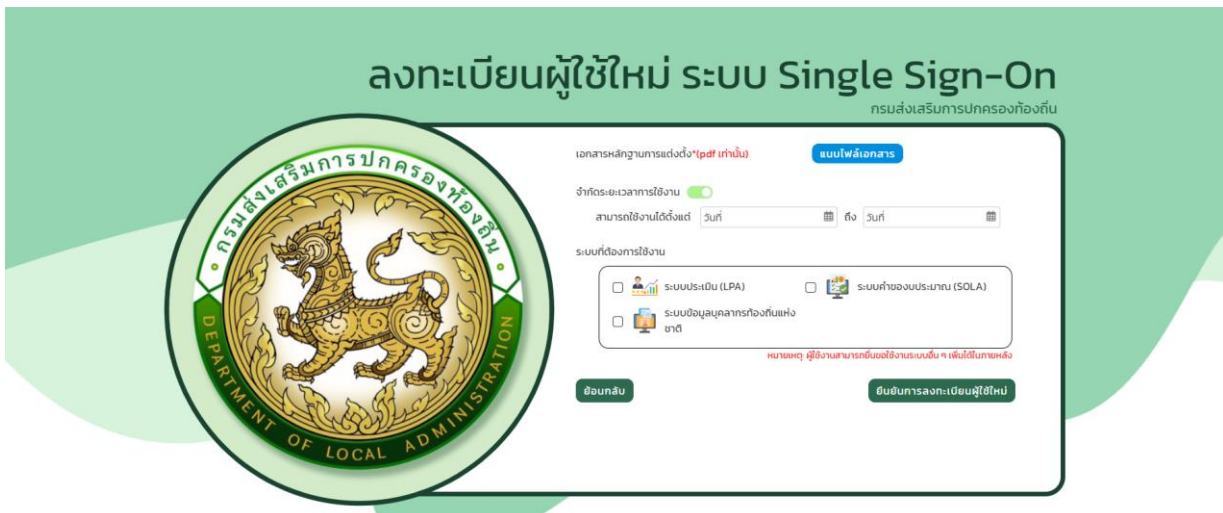 ลงทะเบียนผู้ใช้ใหม่ ระบบ Single Sign-On
กรมส่งเสริมการปกครองท้องถิ่น
กรมส่งเสริมการปกครองท้องถิ่น
DEPARTMENT OF LOCAL ADMINISTRATION
เอกสารหลักฐานการแต่งตั้ง*(pdf เท่านั้น) แนบไฟล์เอกสาร
จำกัดระยะเวลาการใช้งาน
สามารถใช้งานได้ตั้งแต่ วันที่ ถึง วันที่
ระบบที่ต้องการใช้งาน
ระบบประเมิน (LPA) ระบบคำของบประมาณ (SOLA)
ระบบข้อมูลบุคลากรท้องถิ่นแห่ง
ชาติ
หมายเหตุ: ผู้ใช้งานสามารถยื่นขอใช้งานระบบอื่น ๆ เพิ่มได้ในภายหลัง
ย้อนกลับ ยืนยันการลงทะเบียนผู้ใช้ใหม่